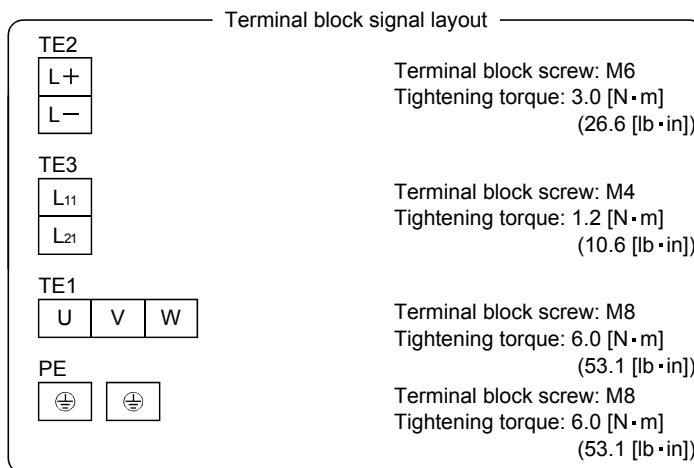 Terminal block signal layout
TE2
L+
L−
Terminal block screw: M6
Tightening torque: 3.0 [N・m]
(26.6 [lb・in])
TE3
L11
L21
Terminal block screw: M4
Tightening torque: 1.2 [N・m]
(10.6 [lb・in])
TE1
U V W
Terminal block screw: M8
Tightening torque: 6.0 [N・m]
(53.1 [lb・in])
PE
Terminal block screw: M8
Tightening torque: 6.0 [N・m]
(53.1 [lb・in])